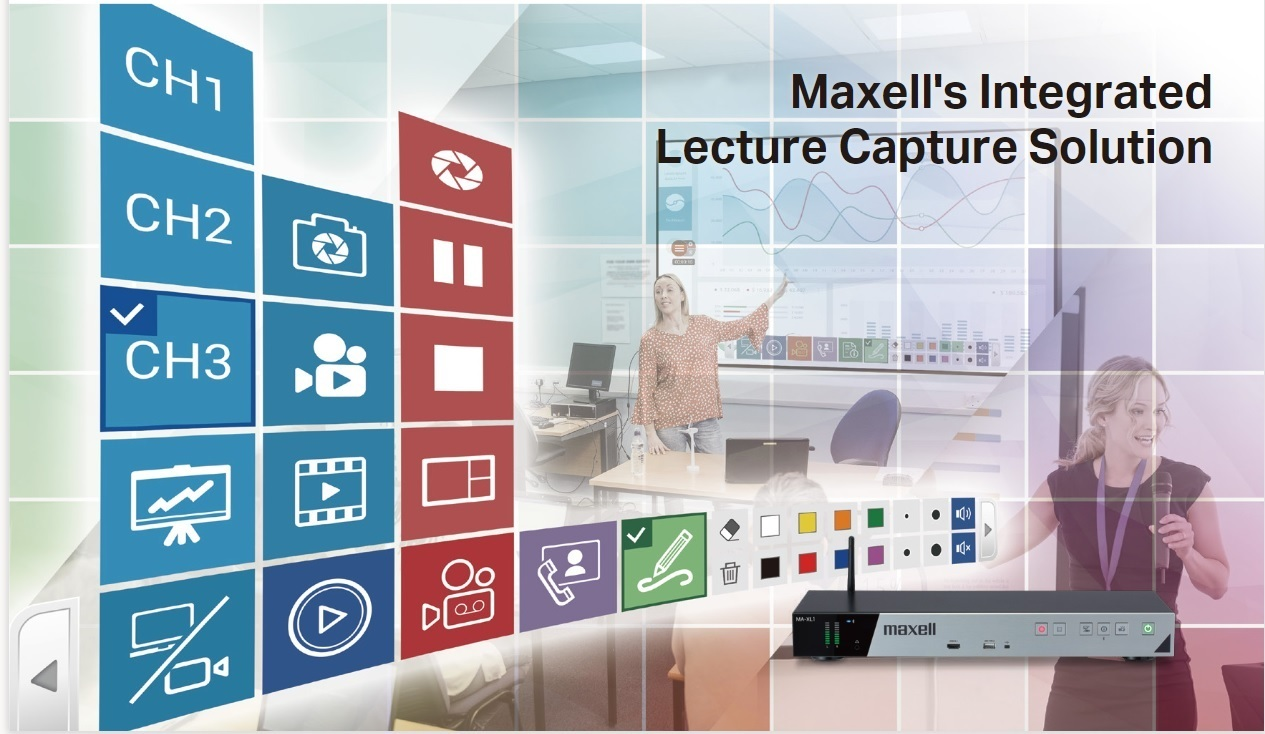 Maxell's Integrated
Lecture Capture Solution
CH1
CH2
CH3
MA-XL1
maxell